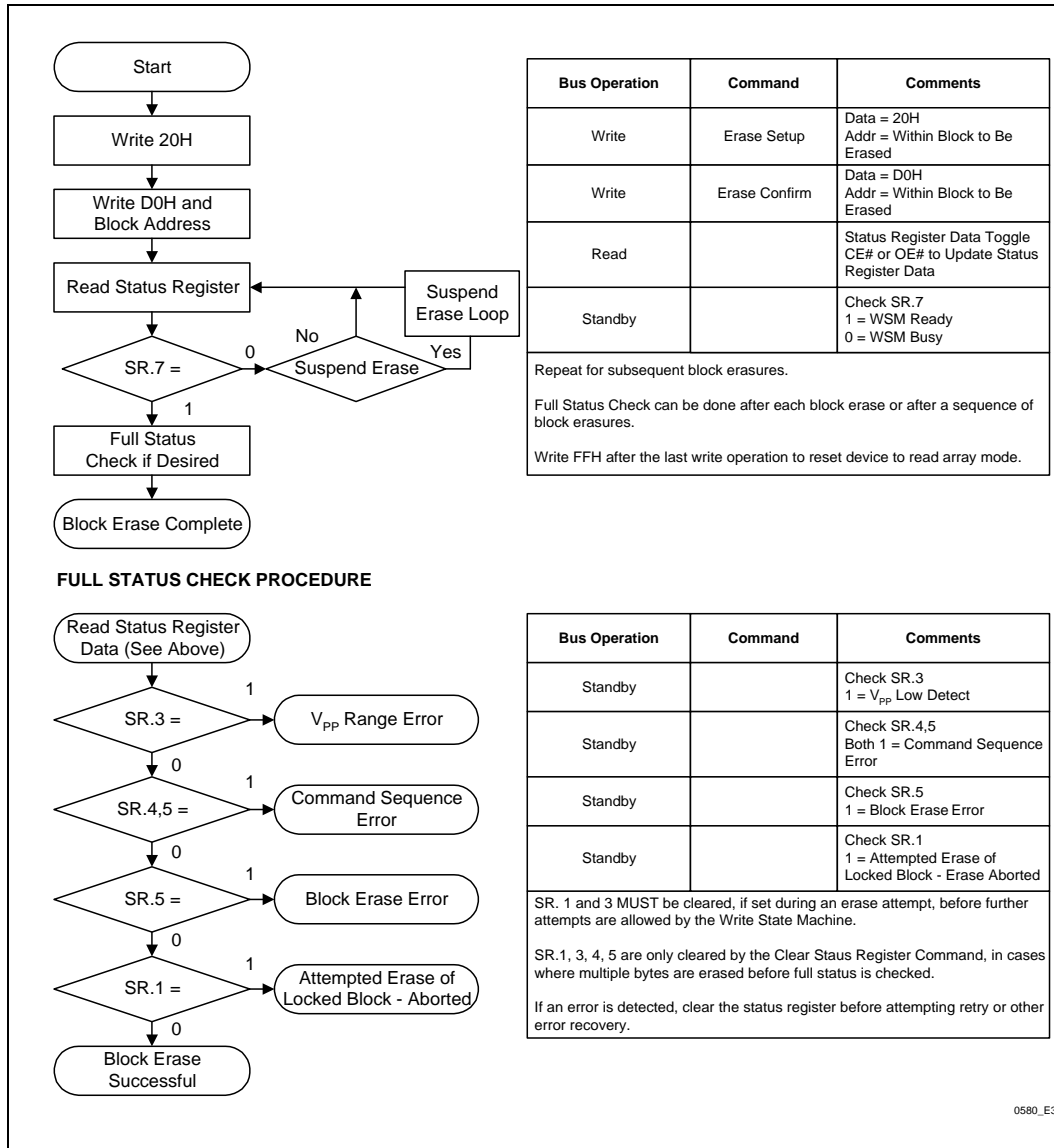 Start
Write 20H
Write D0H and
Block Address
Read Status Register
SR.7 =
0
1
No
Suspend Erase
Yes
Suspend
Erase Loop
Full Status
Check if Desired
Block Erase Complete
Bus Operation Command Comments
Write Erase Setup Data = 20H
Addr = Within Block to Be
Erased
Write Erase Confirm Data = D0H
Addr = Within Block to Be
Erased
Read Status Register Data Toggle
CE# or OE# to Update Status
Register Data
Standby Check SR.7
1 = WSM Ready
0 = WSM Busy
Repeat for subsequent block erasures.
Full Status Check can be done after each block erase or after a sequence of
block erasures.
Write FFH after the last write operation to reset device to read array mode.
FULL STATUS CHECK PROCEDURE
Read Status Register
Data (See Above)
SR.3 =
1
VPP Range Error
0
SR.4,5 =
1
Command Sequence
Error
0
SR.5 =
1
Block Erase Error
0
SR.1 =
1
Attempted Erase of
Locked Block - Aborted
0
Block Erase
Successful
Bus Operation Command Comments
Standby Check SR.3
1 = VPP Low Detect
Standby Check SR.4,5
Both 1 = Command Sequence
Error
Standby Check SR.5
1 = Block Erase Error
Standby Check SR.1
1 = Attempted Erase of
Locked Block - Erase Aborted
SR. 1 and 3 MUST be cleared, if set during an erase attempt, before further
attempts are allowed by the Write State Machine.
SR.1, 3, 4, 5 are only cleared by the Clear Staus Register Command, in cases
where multiple bytes are erased before full status is checked.
If an error is detected, clear the status register before attempting retry or other
error recovery.
0580_E3